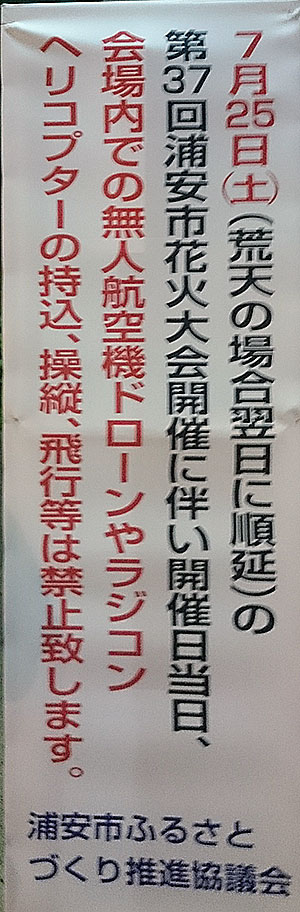 7月25日(土)(荒天の場合翌日に順延)の
第37回浦安市花火大会開催に伴い開催日当日、
会場内での無人航空機ドローンやラジコン
ヘリコプターの持込、操縦、飛行等は禁止致します。
浦安市ふるさと
づくり推進協議会